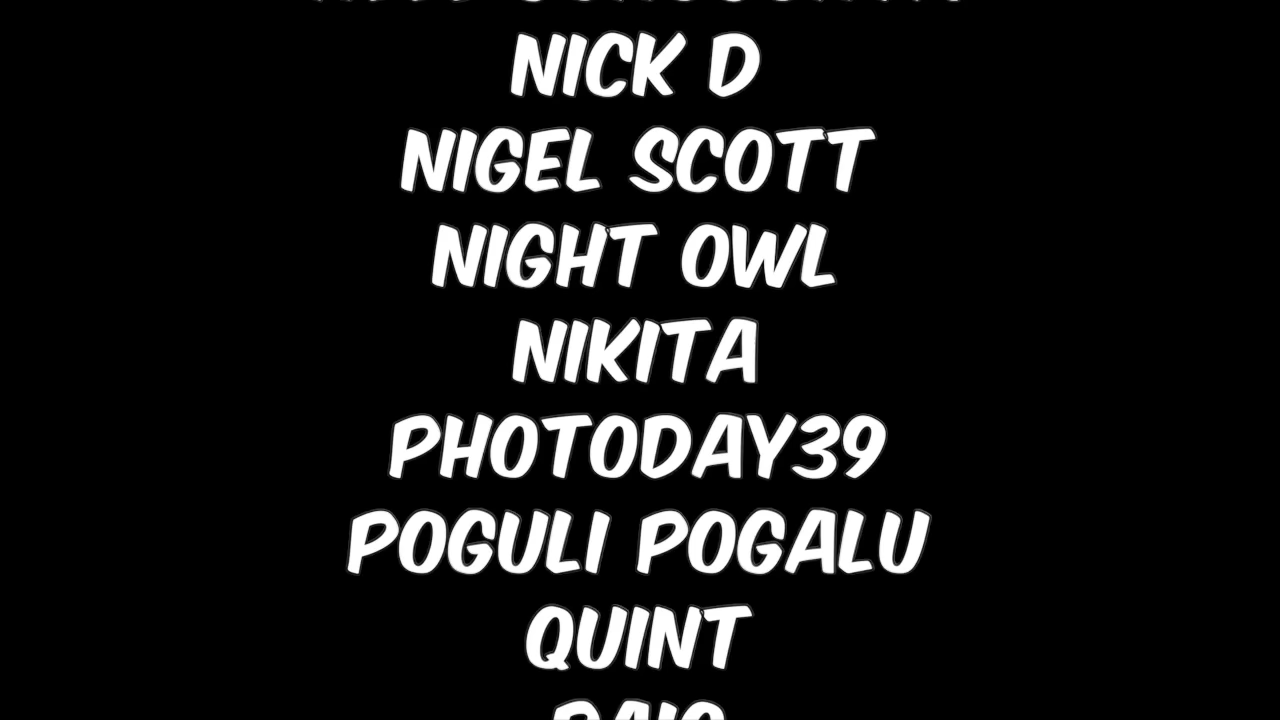 NICK D
NIGEL SCOTT
NIGHT OWL
NIKITA
PHOTODAY39
POGULI POGALU
QUINT